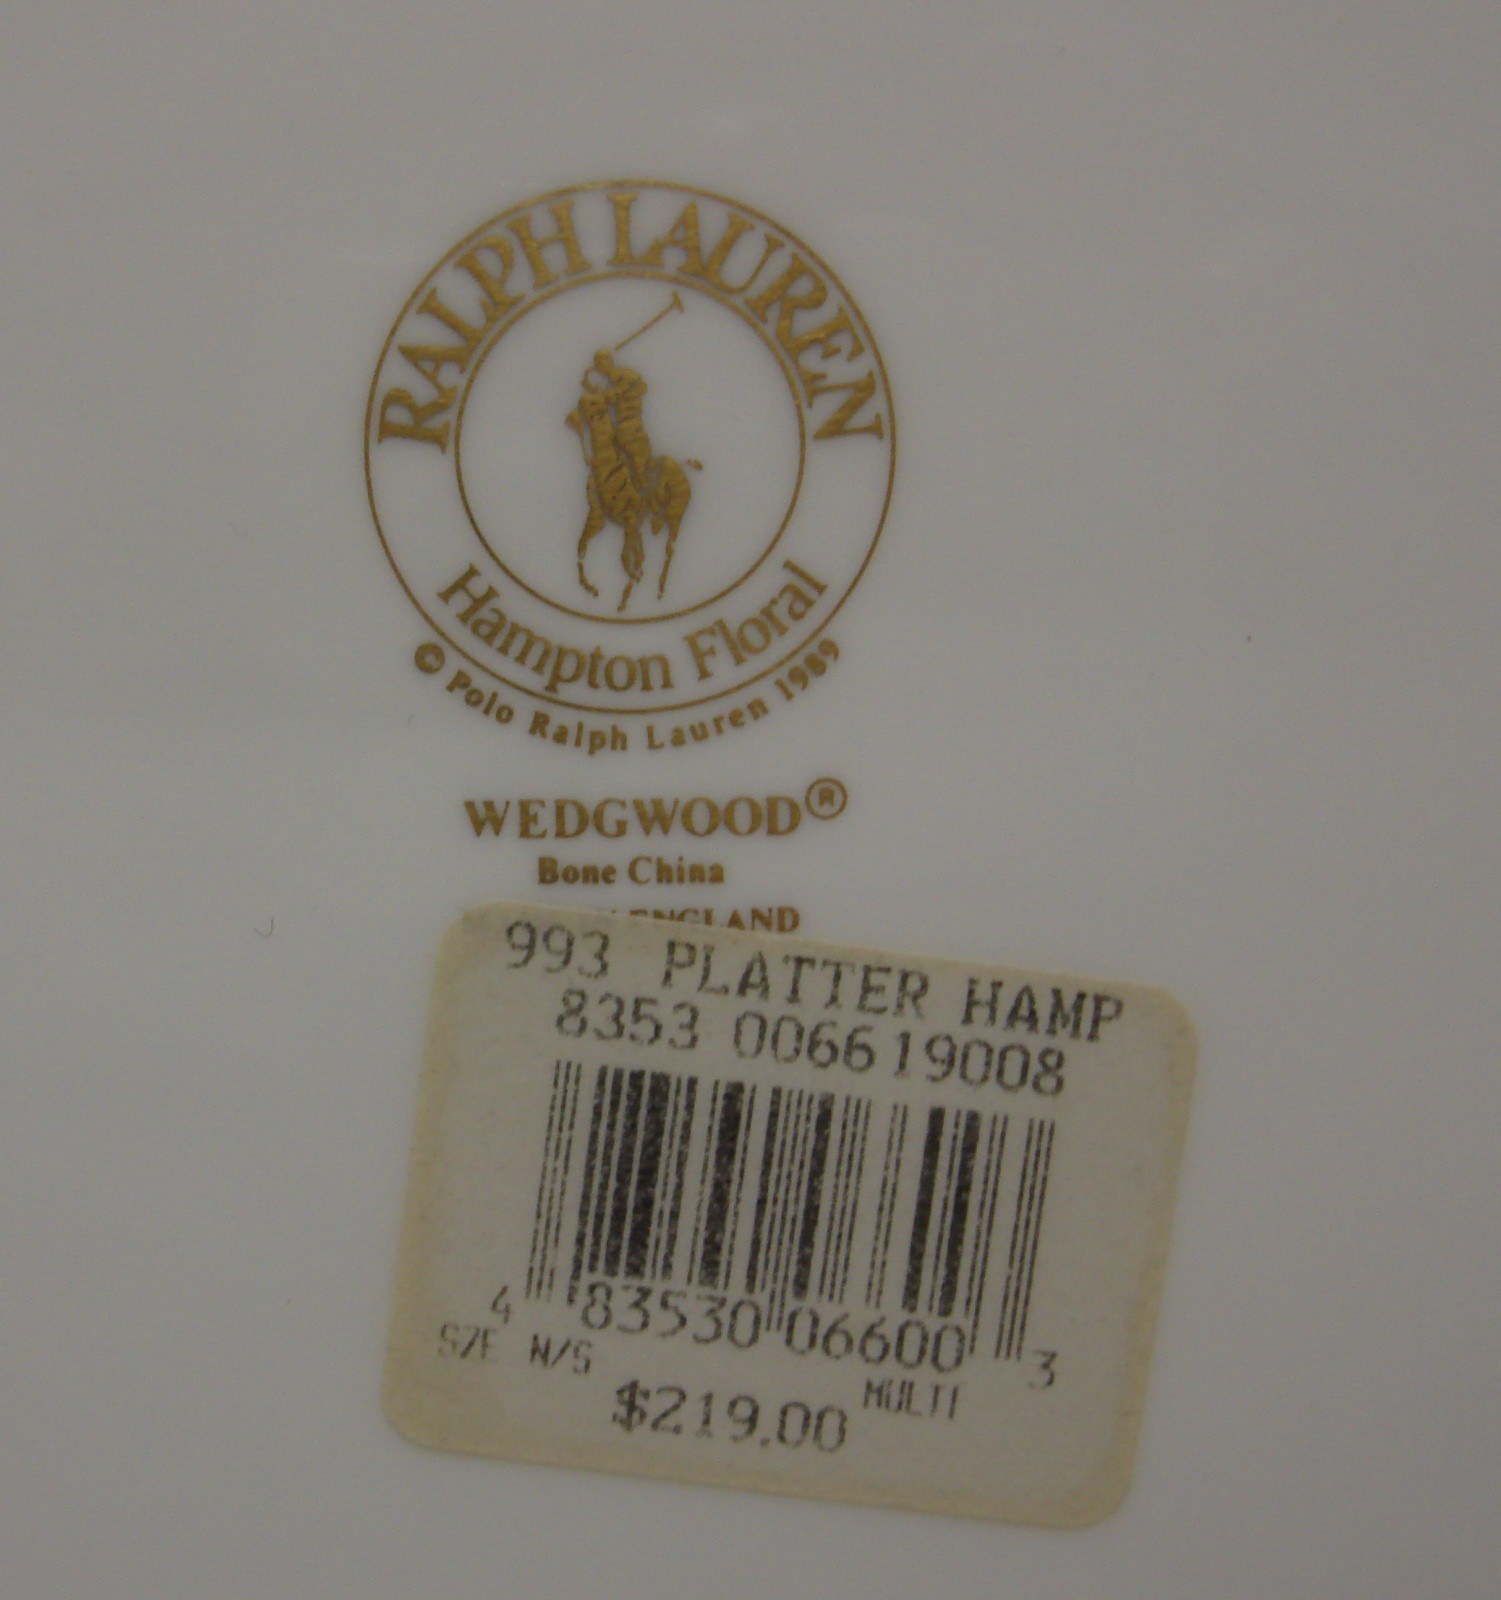 RALPH LAUREN
Hampton Floral
© Polo Ralph Lauren 1989
WEDGWOOD®
Bone China
ENGLAND
993 PLATTER HAMP
8353 006619008
4 83530 06600 3
SZE N/S MULTI
$219.00